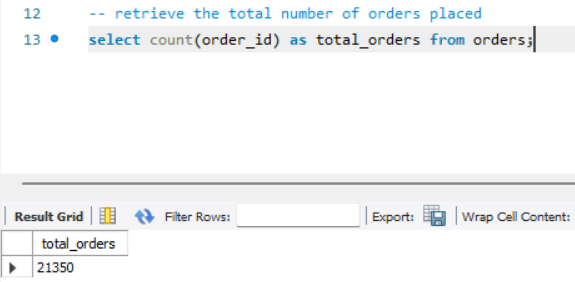 12 -- retrieve the total number of orders placed
13 select count(order_id) as total_orders from orders;
Result Grid Filter Rows: Export: Wrap Cell Content:
total_orders
21350